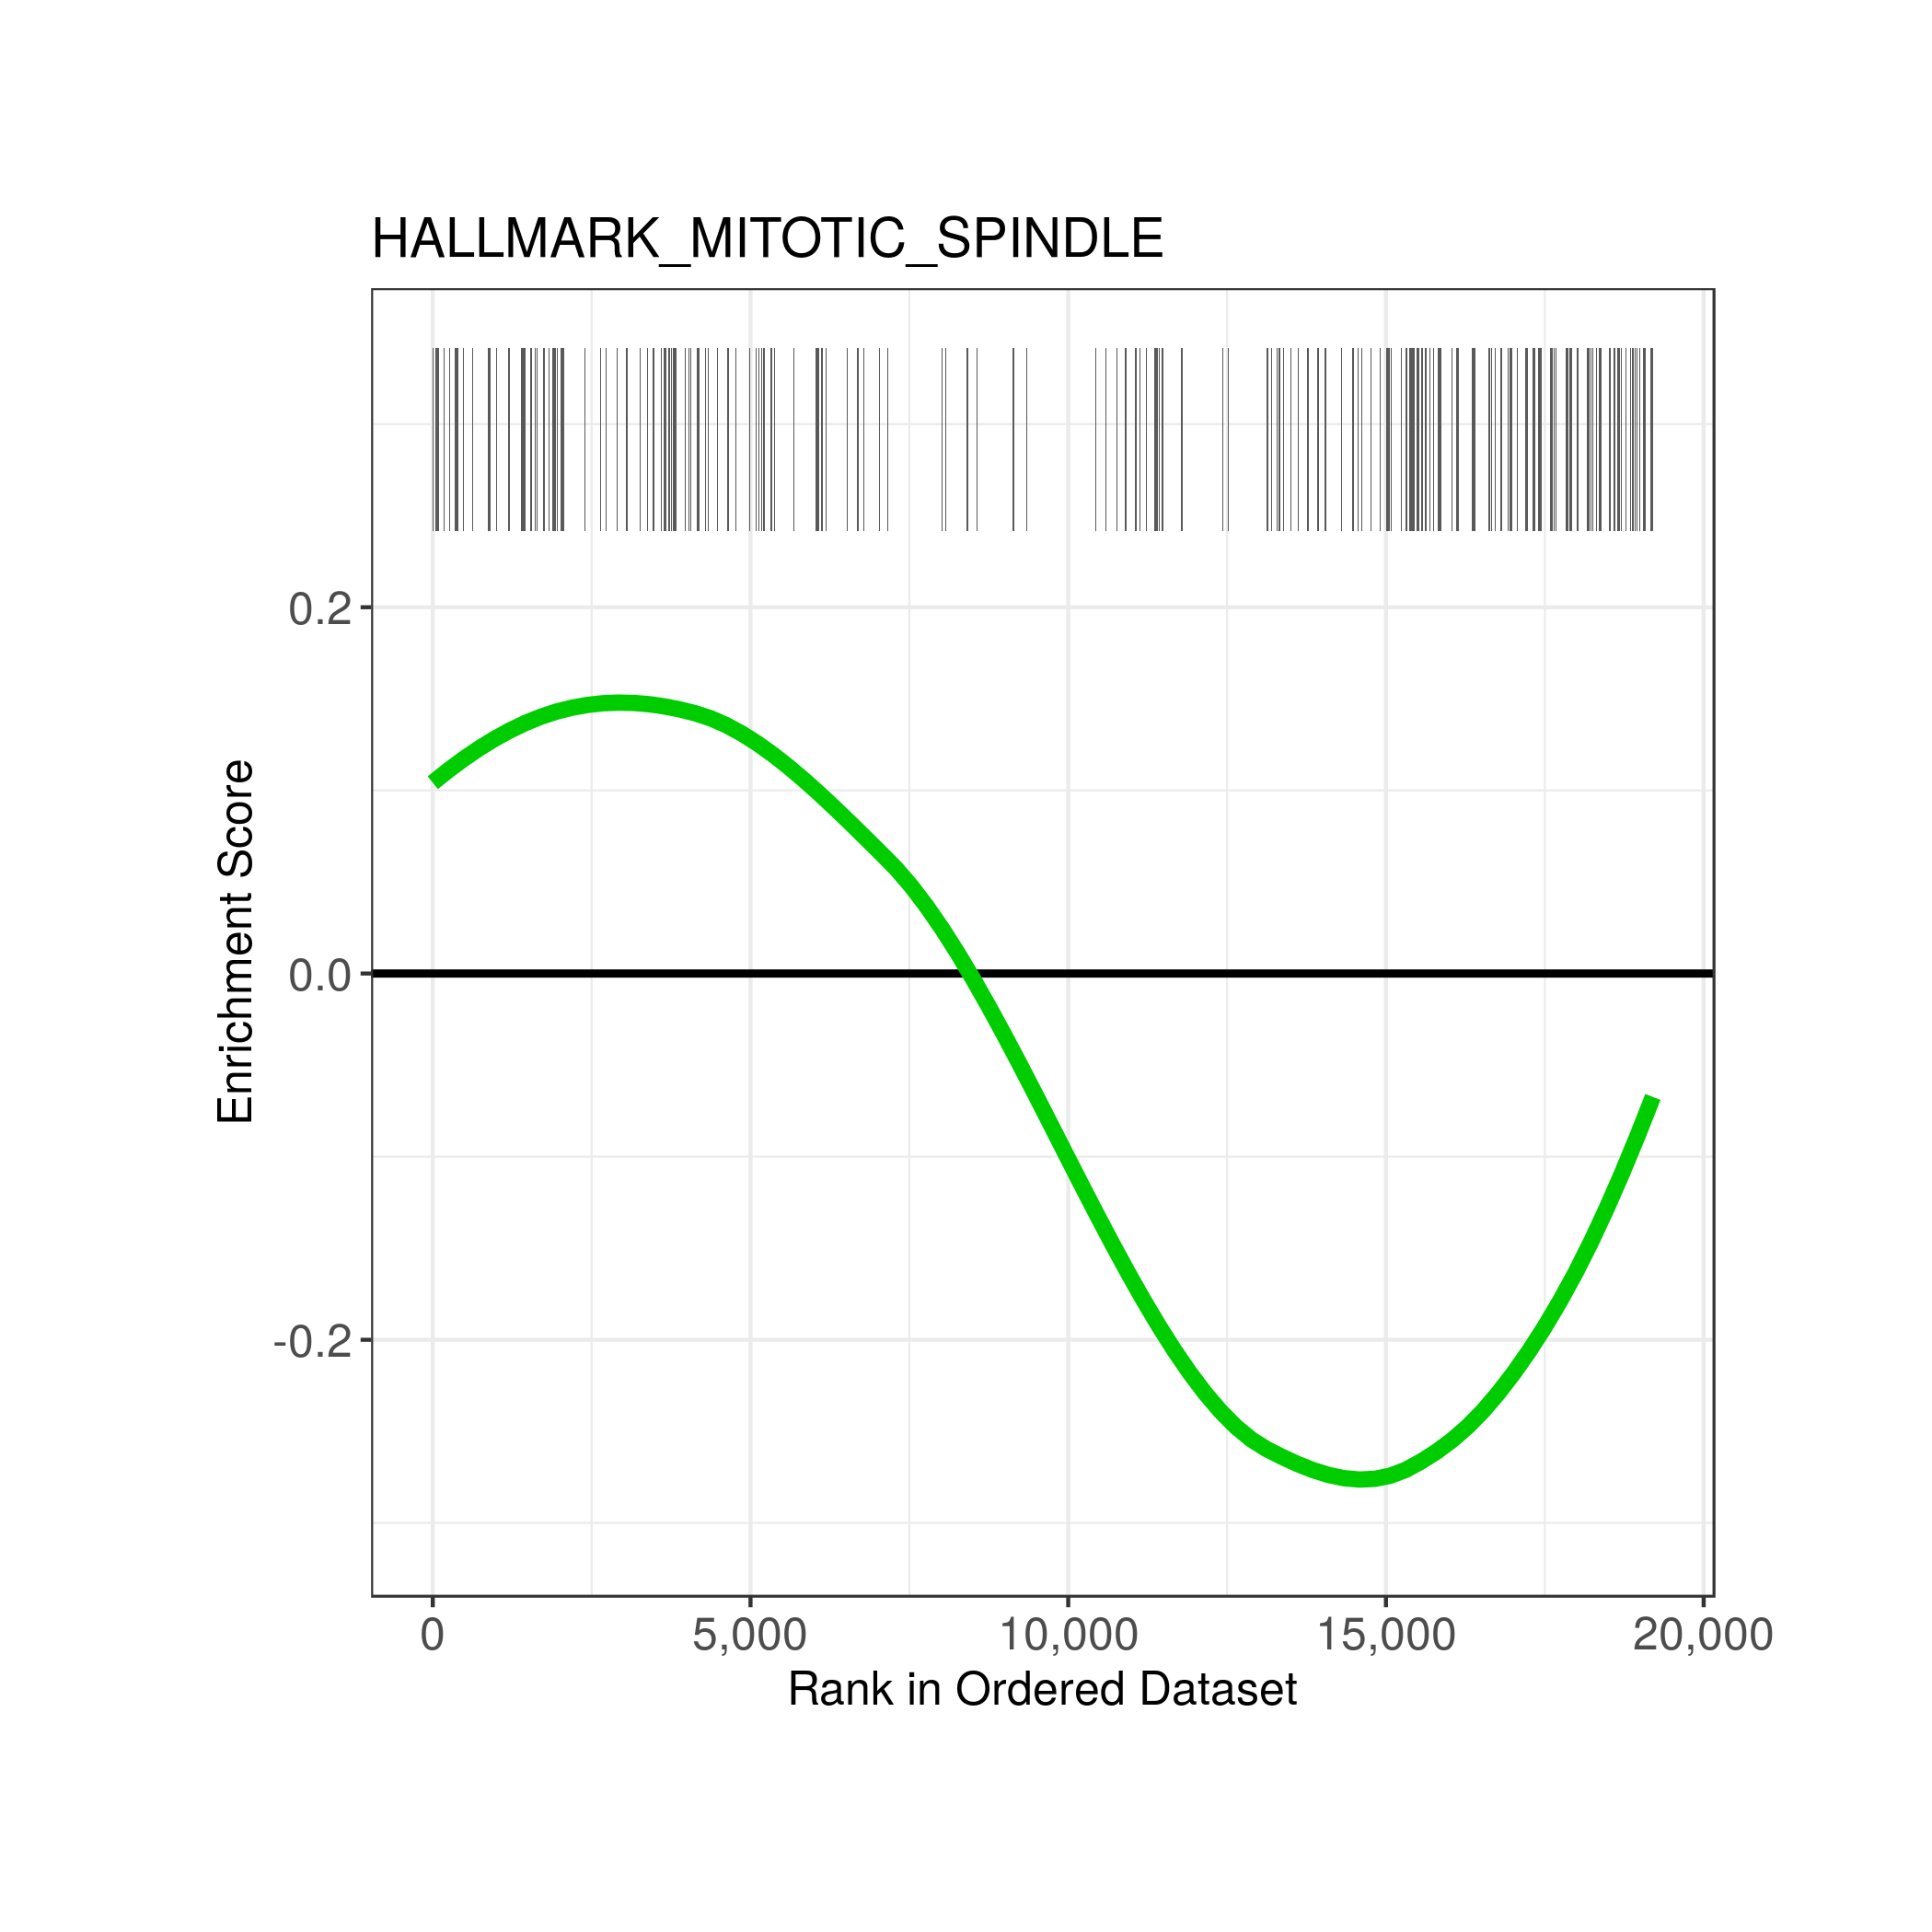 HALLMARK_MITOTIC_SPINDLE
0.2
0.0
-0.2
Enrichment Score
0 5,000 10,000 15,000 20,000
Rank in Ordered Dataset